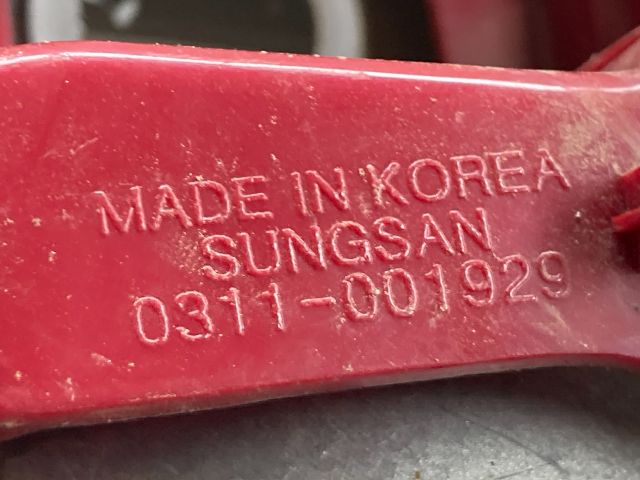 MADE IN KOREA
SUNGSAN
0311-001929